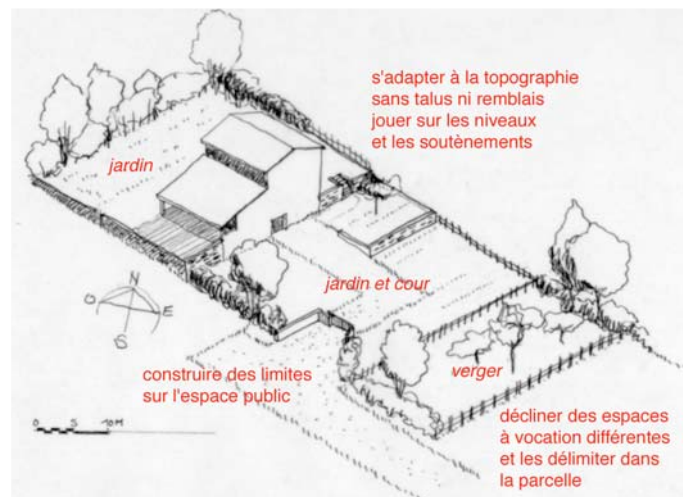 s'adapter à la topographie
sans talus ni remblais
jouer sur les niveaux
et les soutènements
jardin
jardin et cour
N
O
E
S
construire des limites
sur l'espace public
verger
0 5 10M
décliner des espaces
à vocation différentes
et les délimiter dans
la parcelle